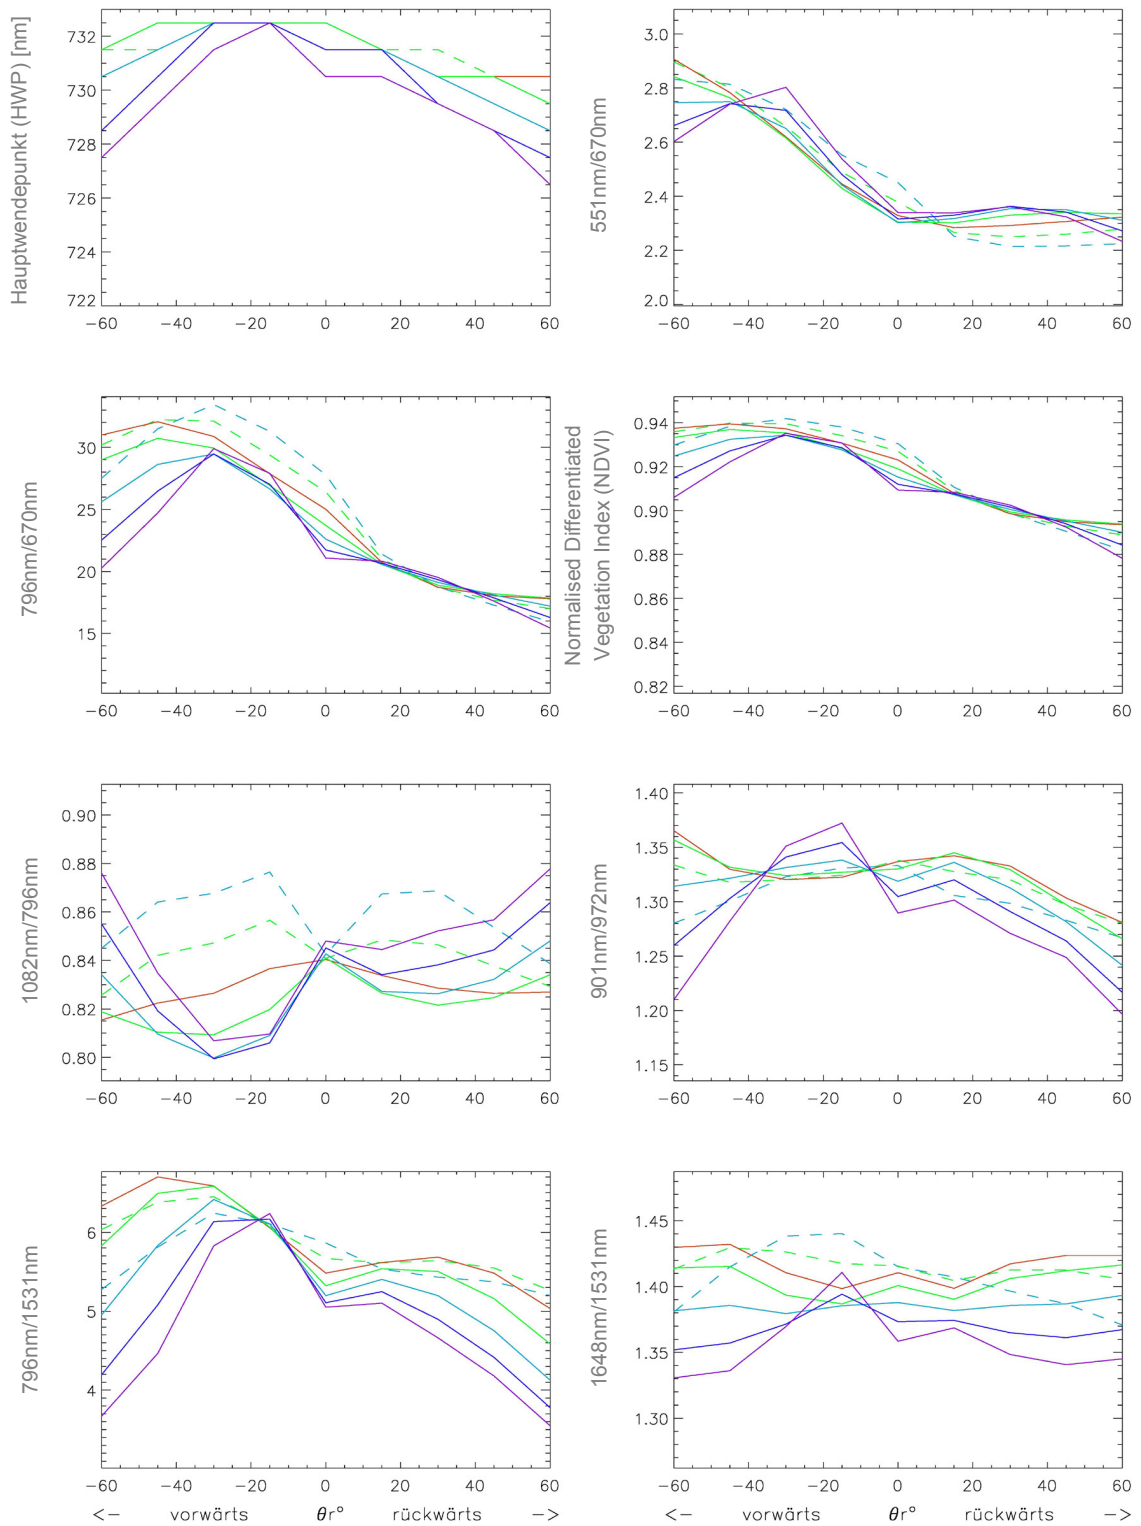 Hauptwendepunkt (HWP) [nm]
732
730
728
726
724
722
−60 −40 −20 0 20 40 60
551nm/670nm
3.0
2.8
2.6
2.4
2.2
2.0
−60 −40 −20 0 20 40 60
796nm/670nm
30
25
20
15
−60 −40 −20 0 20 40 60
Normalised Differentiated
Vegetation Index (NDVI)
0.94
0.92
0.90
0.88
0.86
0.84
0.82
−60 −40 −20 0 20 40 60
1082nm/796nm
0.90
0.88
0.86
0.84
0.82
0.80
−60 −40 −20 0 20 40 60
901nm/972nm
1.40
1.35
1.30
1.25
1.20
1.15
−60 −40 −20 0 20 40 60
796nm/1531nm
6
5
4
−60 −40 −20 0 20 40 60
<− vorwärts θr° rückwärts −>
1648nm/1531nm
1.45
1.40
1.35
1.30
−60 −40 −20 0 20 40 60
<− vorwärts θr° rückwärts −>